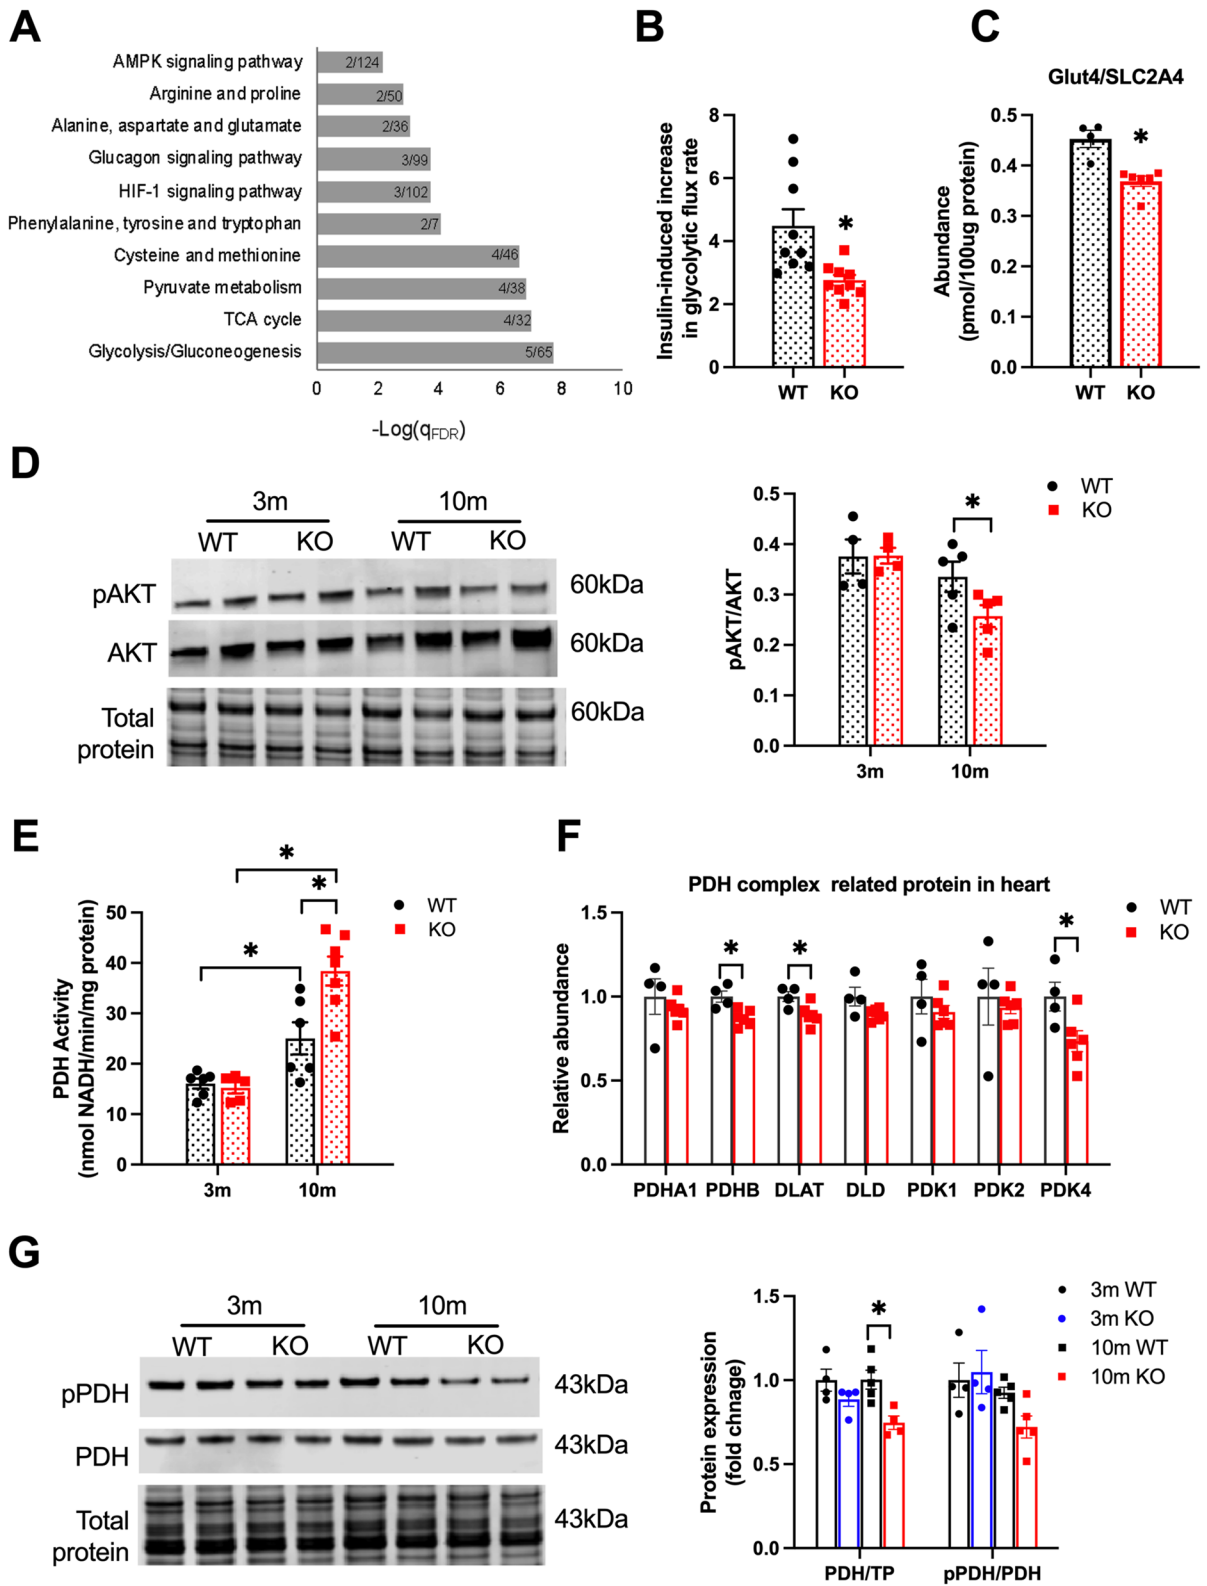 A
AMPK signaling pathway 2/124
Arginine and proline 2/50
Alanine, aspartate and glutamate 2/36
Glucagon signaling pathway 3/99
HIF-1 signaling pathway 3/102
Phenylalanine, tyrosine and tryptophan 2/7
Cysteine and methionine 4/46
Pyruvate metabolism 4/38
TCA cycle 4/32
Glycolysis/Gluconeogenesis 5/65
0 2 4 6 8 10
-Log(qFDR)
B
Insulin-induced increase
in glycolytic flux rate
8
6
4
2
0
*
WT KO
C
Glut4/SLC2A4
Abundance
(pmol/100ug protein)
0.5
0.4
0.3
0.2
0.1
0.0
*
WT KO
D
3m 10m
WT KO WT KO
pAKT 60kDa
AKT 60kDa
Total
protein
60kDa
pAKT/AKT
0.5
0.4
0.3
0.2
0.1
0.0
*
3m 10m
WT
KO
E
PDH Activity
(nmol NADH/min/mg protein)
50
40
30
20
10
0
*
*
*
3m 10m
WT
KO
F
PDH complex related protein in heart
Relative abundance
1.5
1.0
0.5
0.0
* * *
PDHA1 PDHB DLAT DLD PDK1 PDK2 PDK4
WT
KO
G
3m 10m
WT KO WT KO
pPDH 43kDa
PDH 43kDa
Total
protein
43kDa
Protein expression
(fold chnage)
1.5
1.0
0.5
0.0
*
PDH/TP pPDH/PDH
3m WT
3m KO
10m WT
10m KO